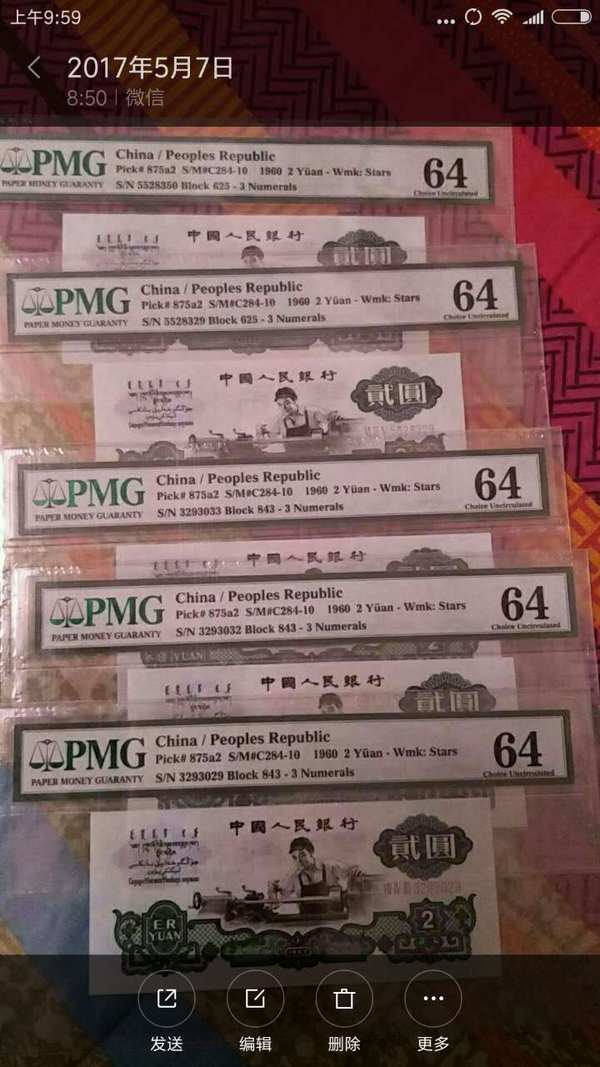 上午9:59
2017年5月7日
8:50 | 微信
PMG
PAPER MONEY GUARANTY
China / Peoples Republic
Pick# 875a2 S/M#C284-10 1960 2 Yüan - Wmk: Stars
S/N 5528350 Block 625 - 3 Numerals
64
Choice Uncirculated
中國人民銀行
貳圓
PMG
PAPER MONEY GUARANTY
China / Peoples Republic
Pick# 875a2 S/M#C284-10 1960 2 Yüan - Wmk: Stars
S/N 5528329 Block 625 - 3 Numerals
64
Choice Uncirculated
中國人民銀行
貳圓
PMG
PAPER MONEY GUARANTY
China / Peoples Republic
Pick# 875a2 S/M#C284-10 1960 2 Yüan - Wmk: Stars
S/N 3293033 Block 843 - 3 Numerals
64
Choice Uncirculated
中國人民銀行
PMG
PAPER MONEY GUARANTY
China / Peoples Republic
Pick# 875a2 S/M#C284-10 1960 2 Yüan - Wmk: Stars
S/N 3293032 Block 843 - 3 Numerals
64
Choice Uncirculated
YUAN
2
中國人民銀行
貳圓
PMG
PAPER MONEY GUARANTY
China / Peoples Republic
Pick# 875a2 S/M#C284-10 1960 2 Yüan - Wmk: Stars
S/N 3293029 Block 843 - 3 Numerals
64
Choice Uncirculated
中國人民銀行
貳圓
3293029
ER
YUAN
2
发送
编辑
删除
更多